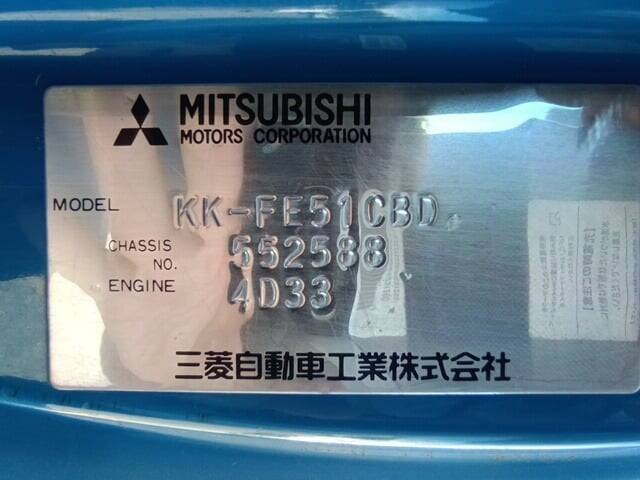 MITSUBISHI
MOTORS CORPORATION
MODEL KK-FE51CBD
CHASSIS NO. 552588
ENGINE 4D33
三菱自動車工業株式会社